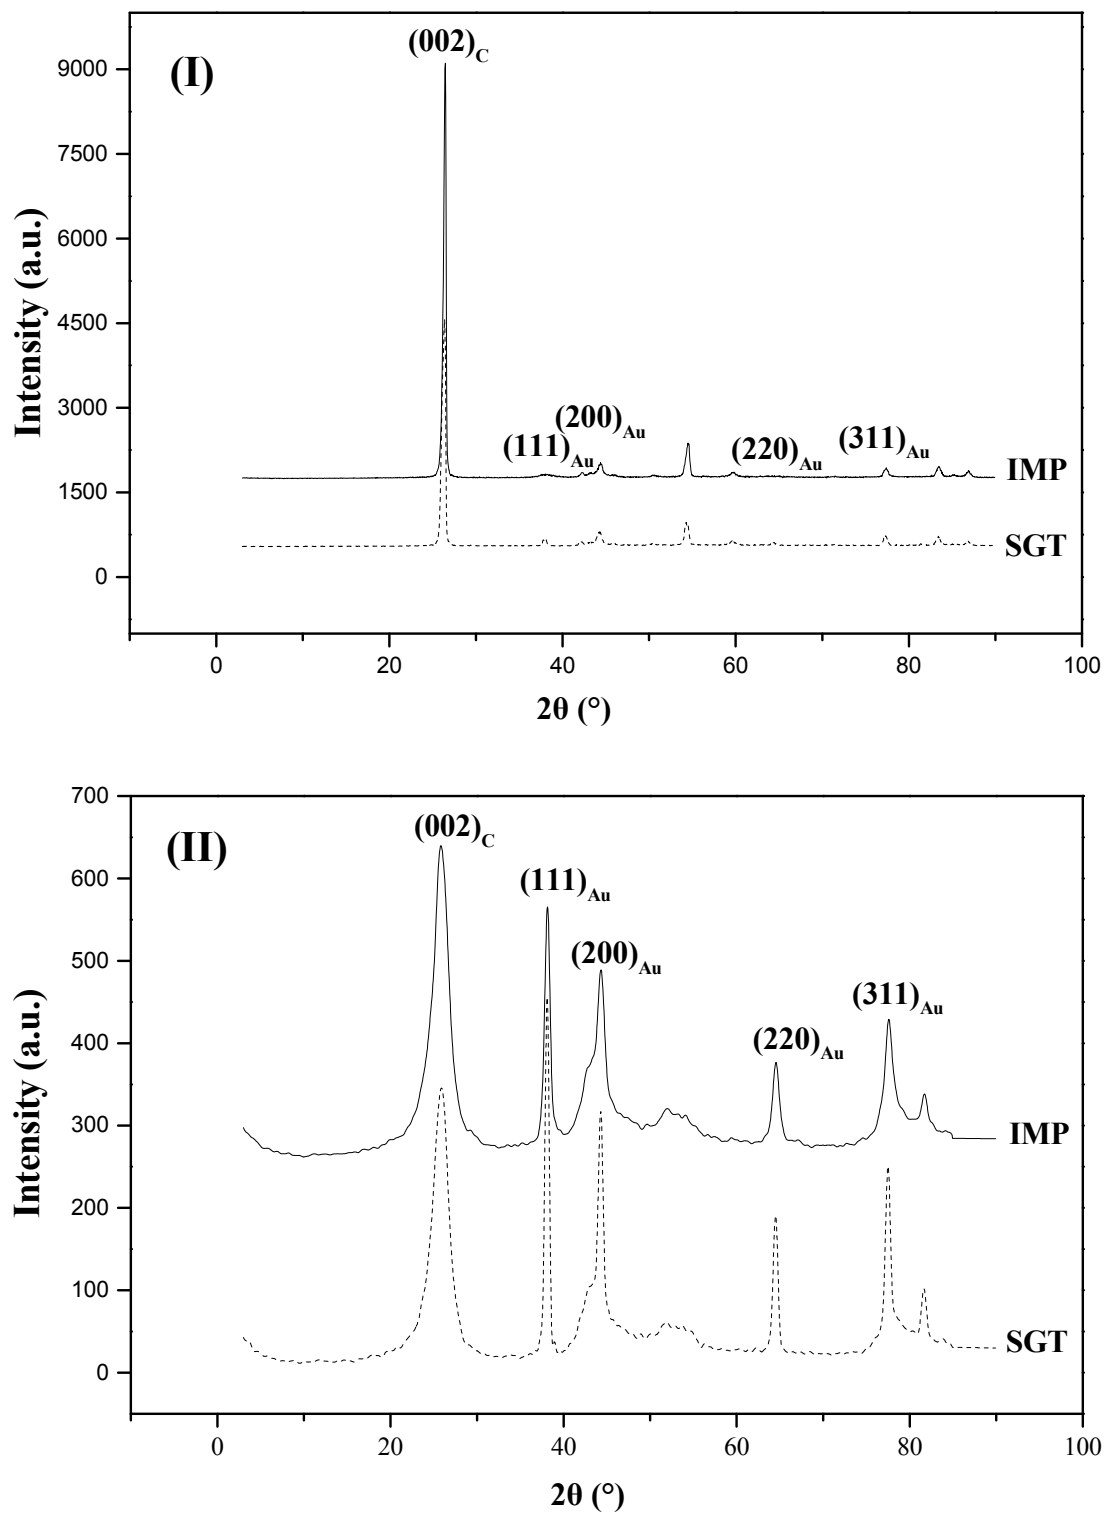 (002)C
(I)
9000
7500
6000
4500
3000
1500
0
Intensity (a.u.)
(111)Au
(200)Au
(220)Au
(311)Au
IMP
SGT
0 20 40 60 80 100
2θ (°)
700
600
500
400
300
200
100
0
Intensity (a.u.)
(II)
(002)C
(111)Au
(200)Au
(220)Au
(311)Au
IMP
SGT
0 20 40 60 80 100
2θ (°)